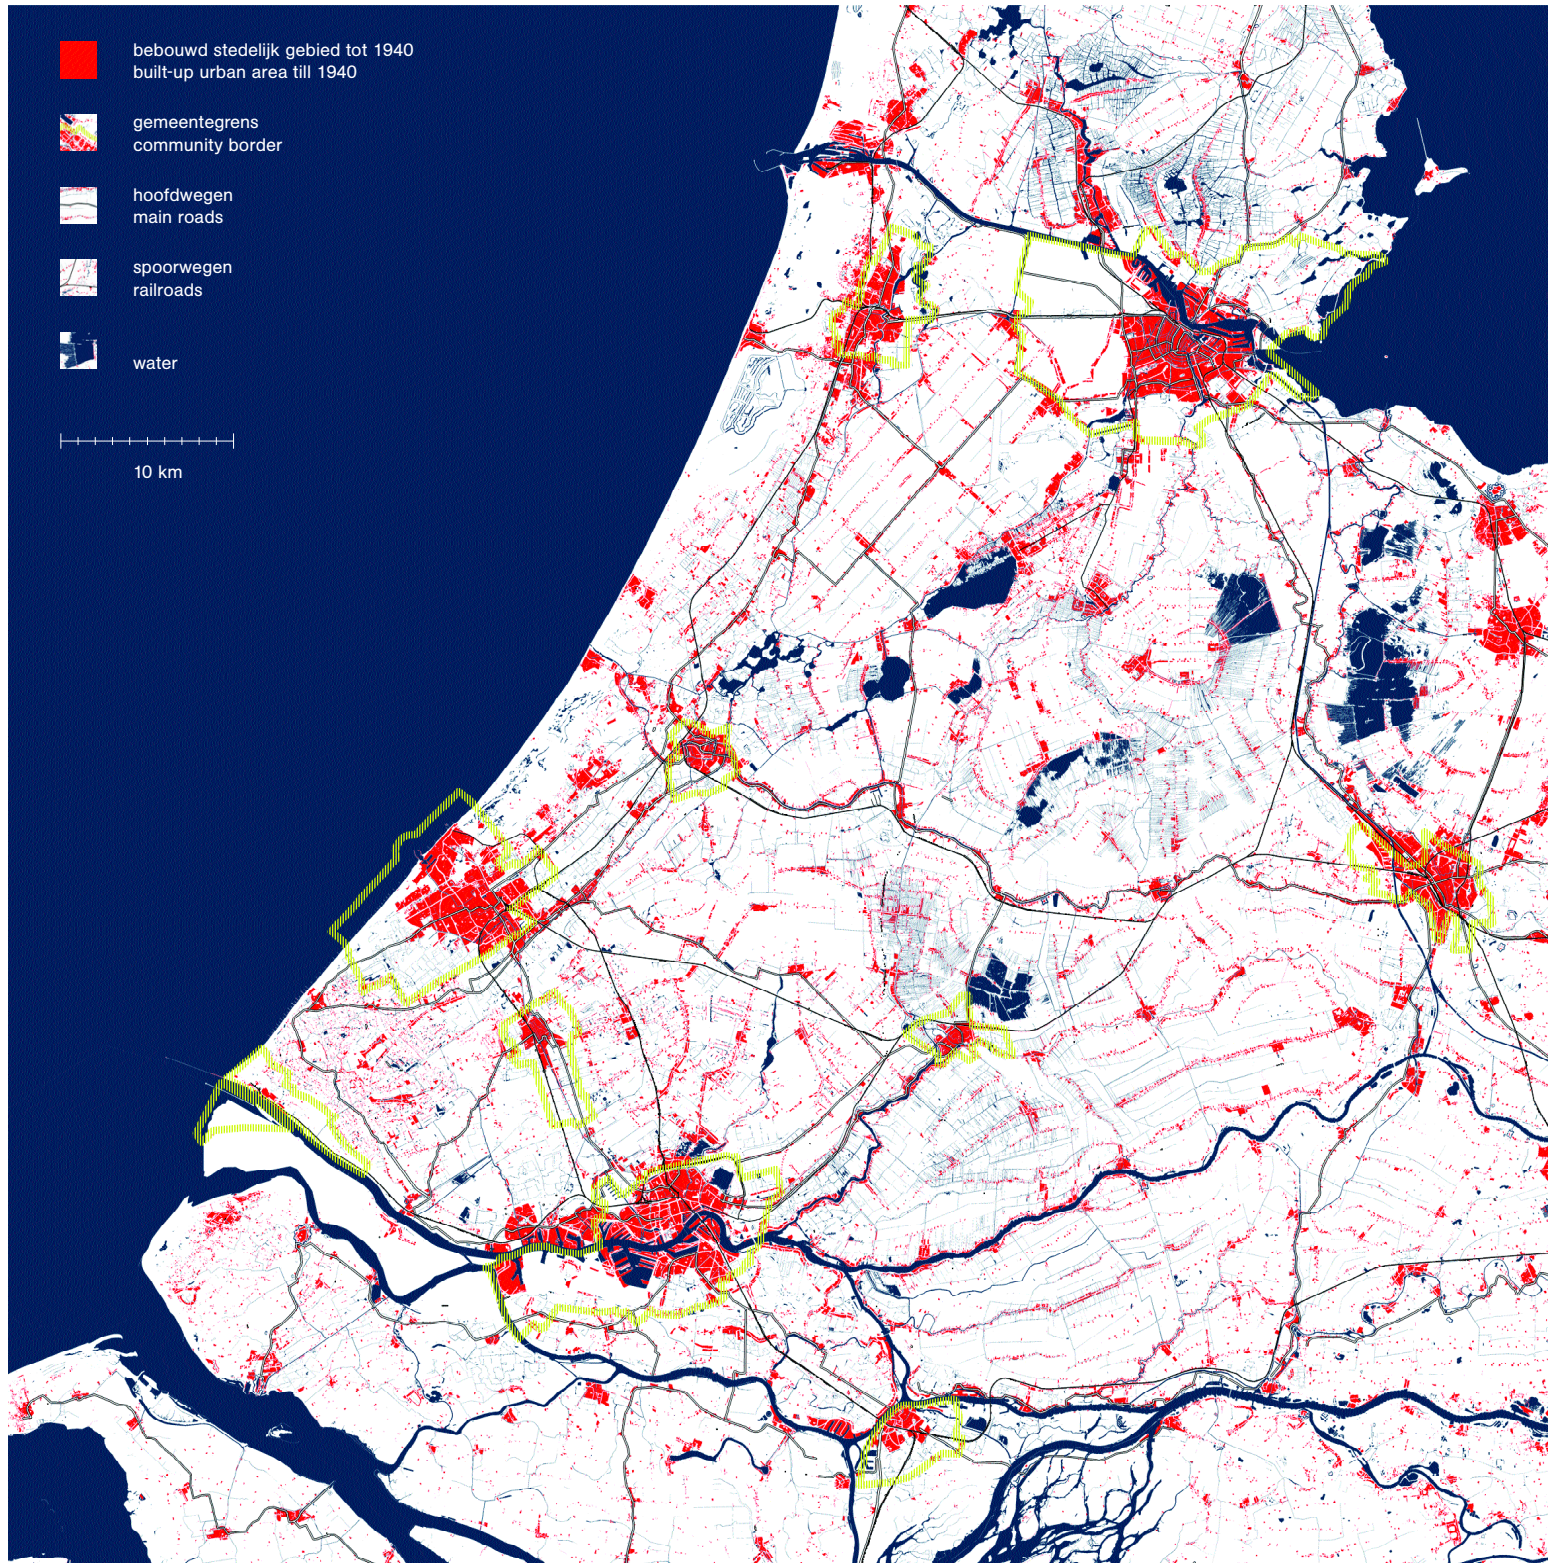 bebouwd stedelijk gebied tot 1940
built-up urban area till 1940
gemeentegrens
community border
hoofdwegen
main roads
spoorwegen
railroads
water
10 km